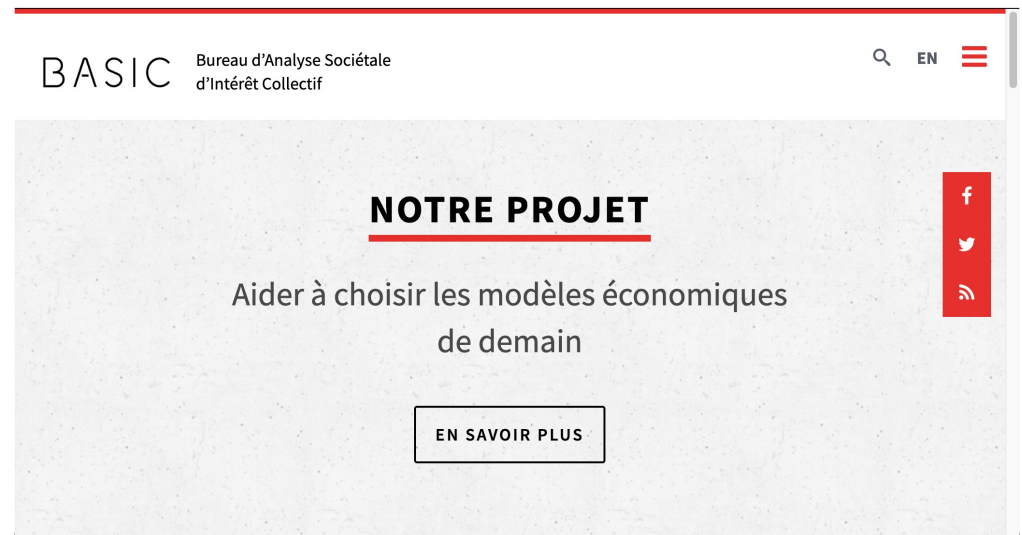 BASIC
Bureau d'Analyse Sociétale
d'Intérêt Collectif
EN
NOTRE PROJET
Aider à choisir les modèles économiques
de demain
EN SAVOIR PLUS